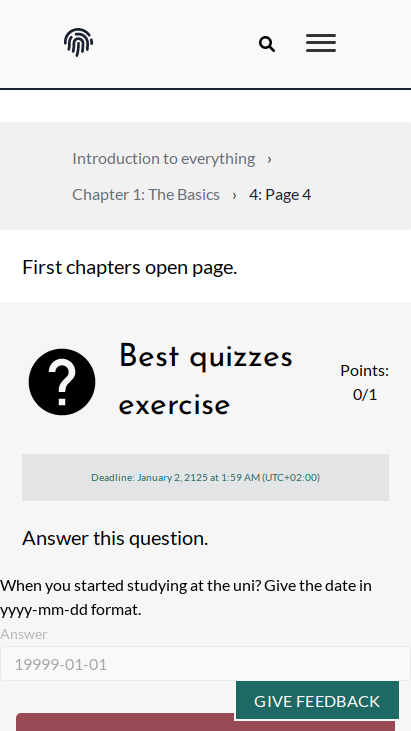 Introduction to everything ›
Chapter 1: The Basics › 4: Page 4
First chapters open page.
Best quizzes
exercise
Points:
0/1
Deadline: January 2, 2125 at 1:59 AM (UTC+02:00)
Answer this question.
When you started studying at the uni? Give the date in
yyyy-mm-dd format.
Answer
19999-01-01
GIVE FEEDBACK